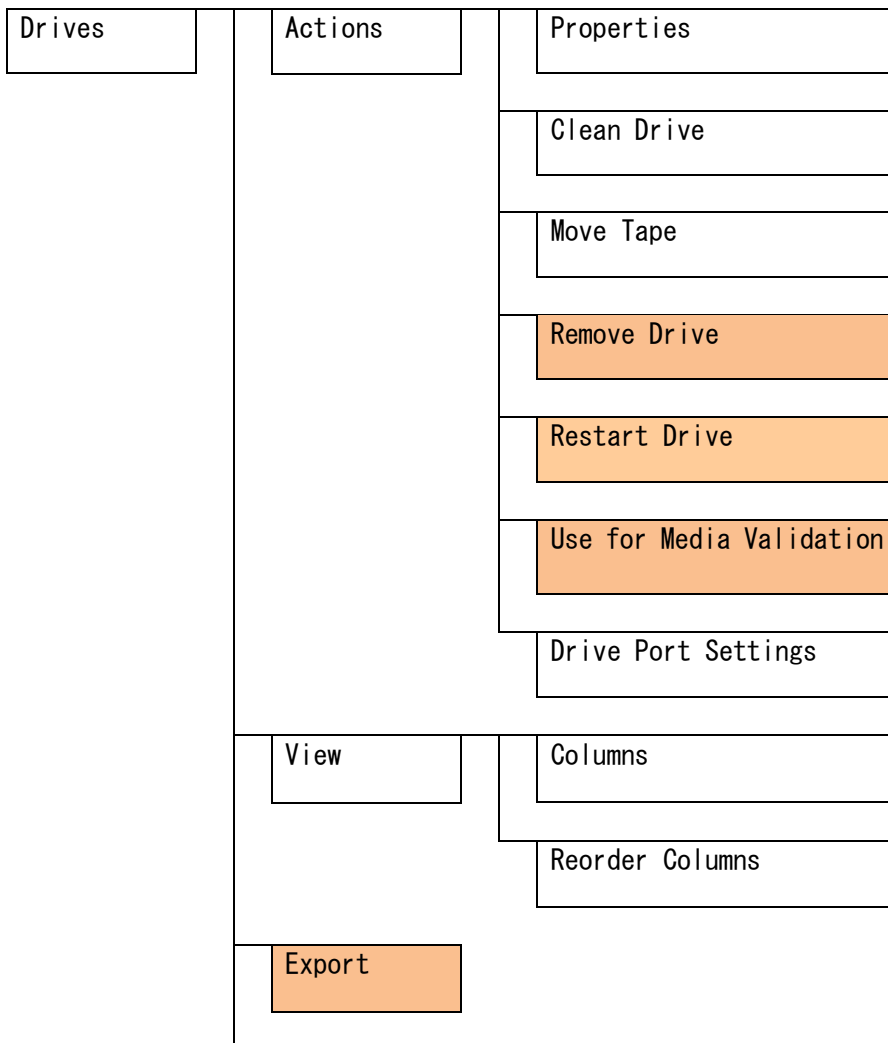 Drives
Actions
Properties
Clean Drive
Move Tape
Remove Drive
Restart Drive
Use for Media Validation
Drive Port Settings
View
Columns
Reorder Columns
Export